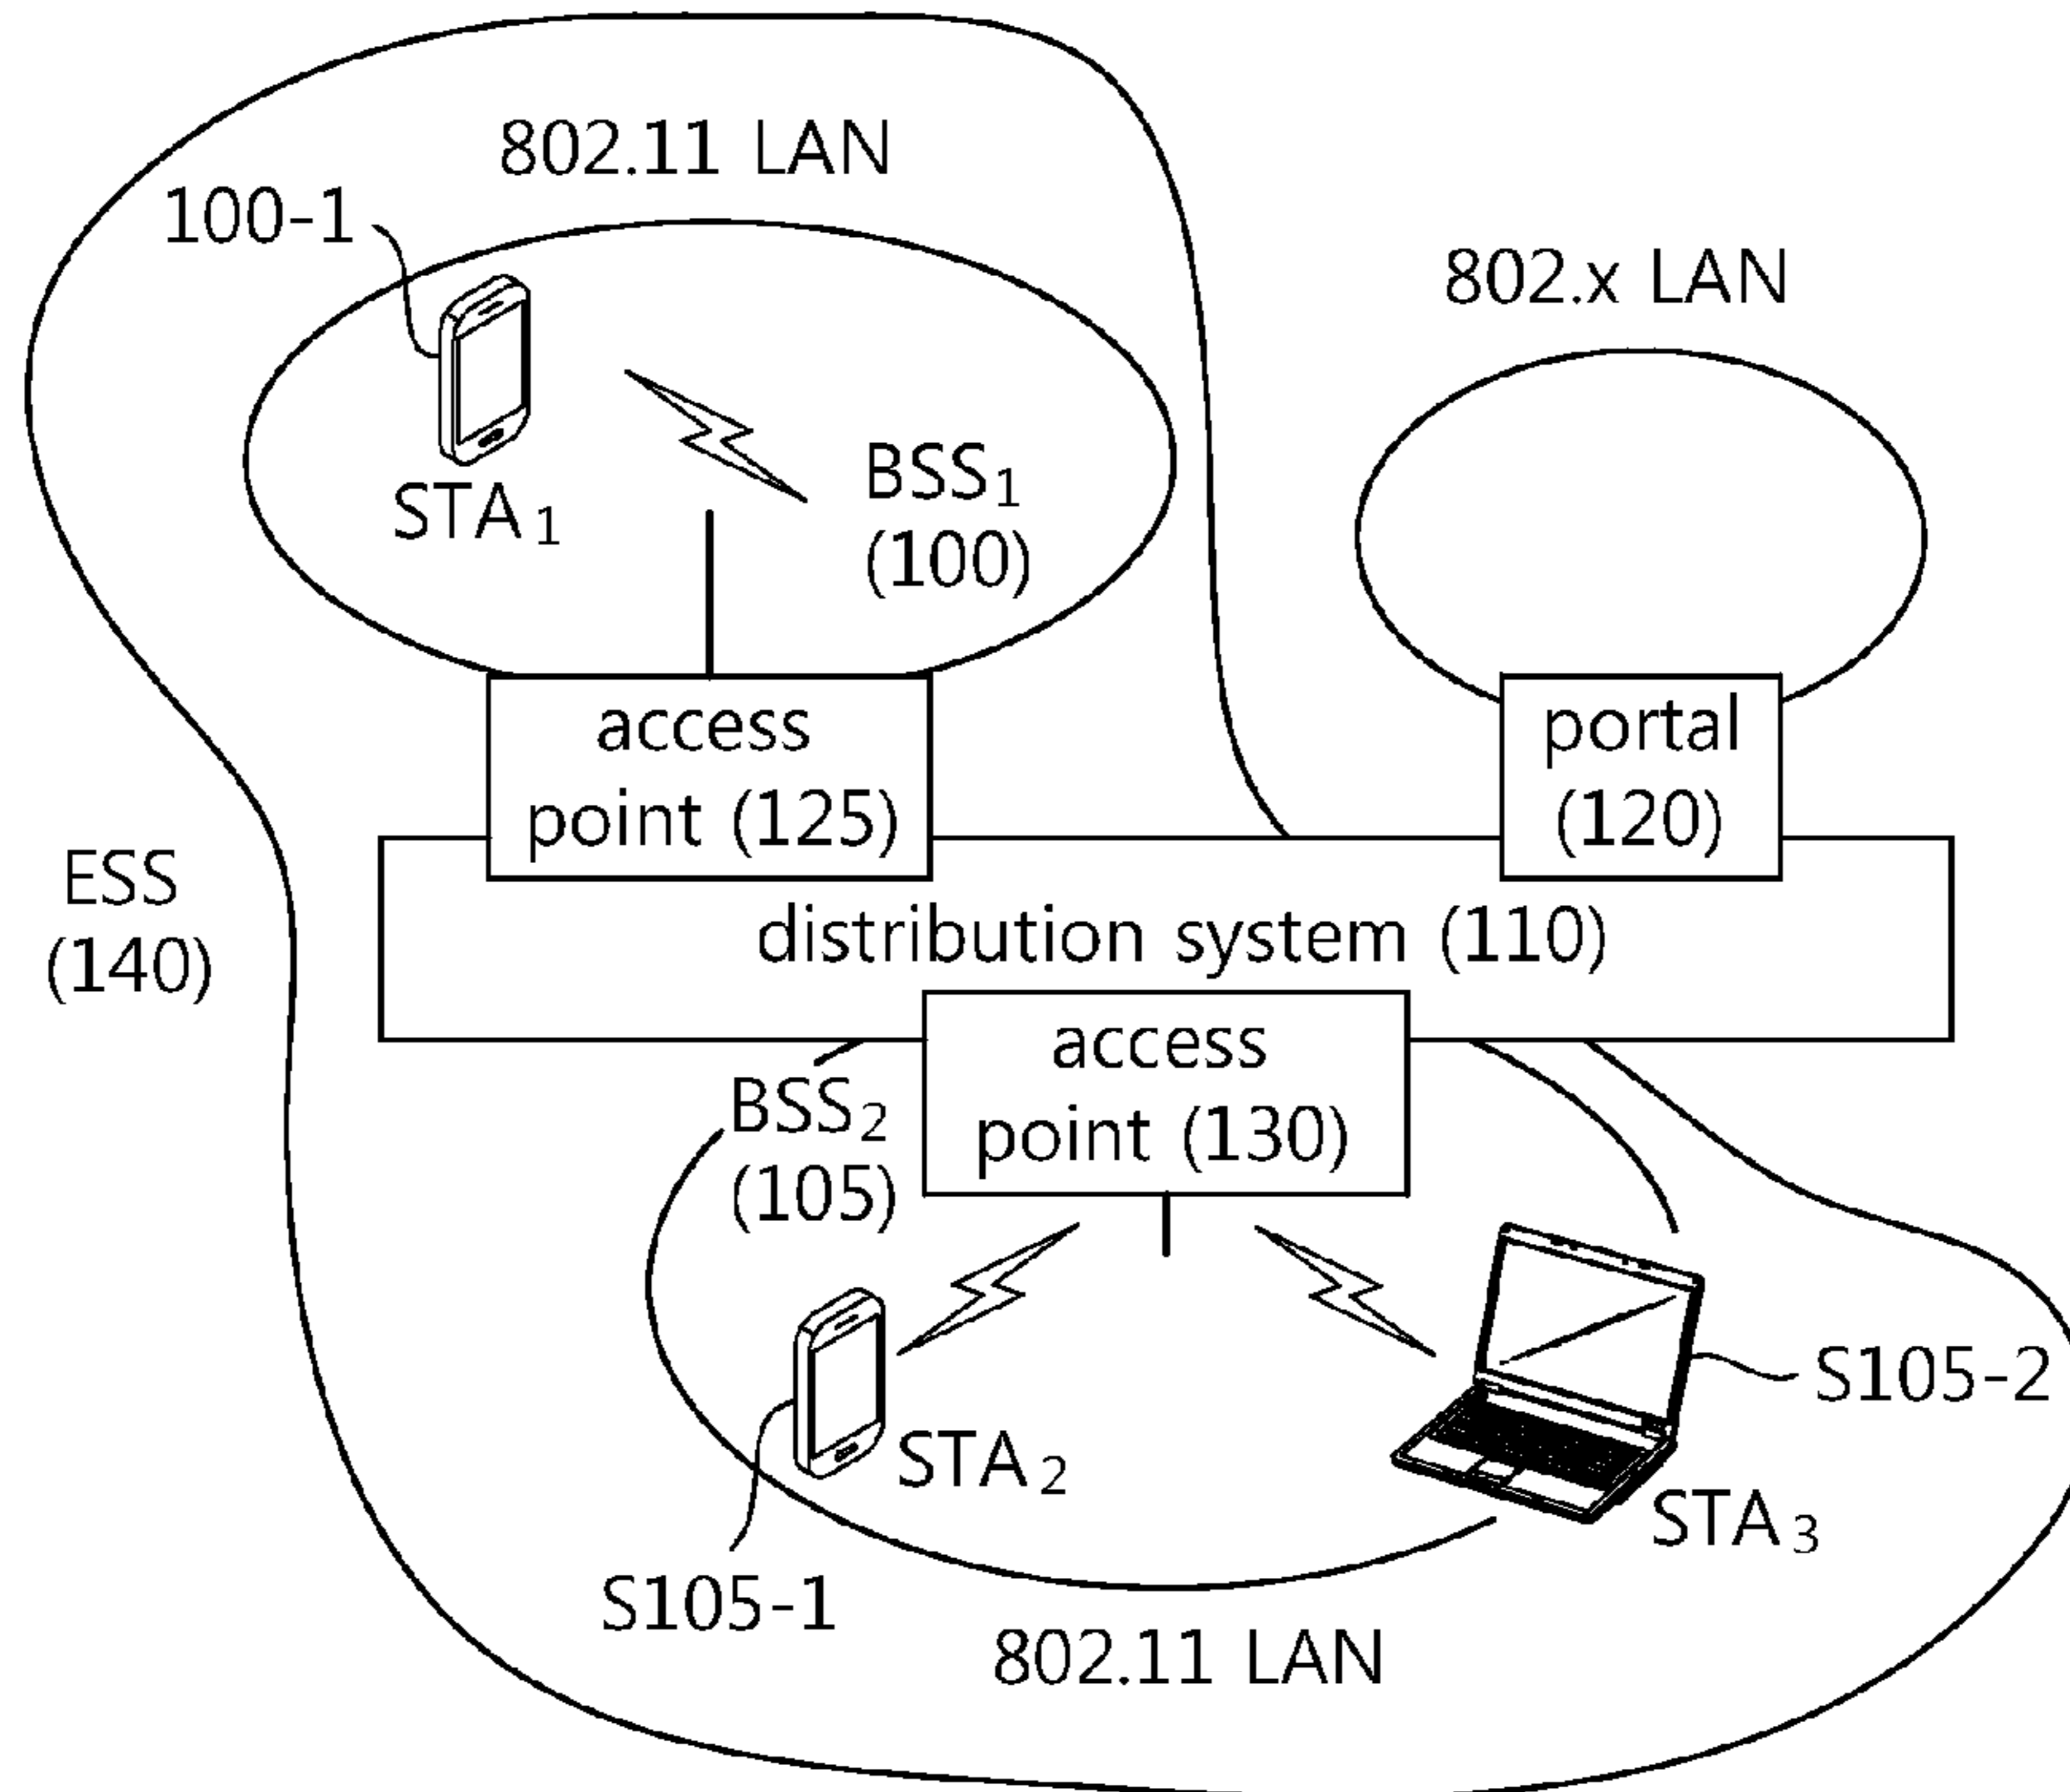 802.11 LAN
100-1
802.x LAN
STA1
BSS1
(100)
access
point (125)
portal
(120)
ESS
(140)
distribution system (110)
access
point (130)
BSS2
(105)
S105-2
STA2
STA3
S105-1
802.11 LAN